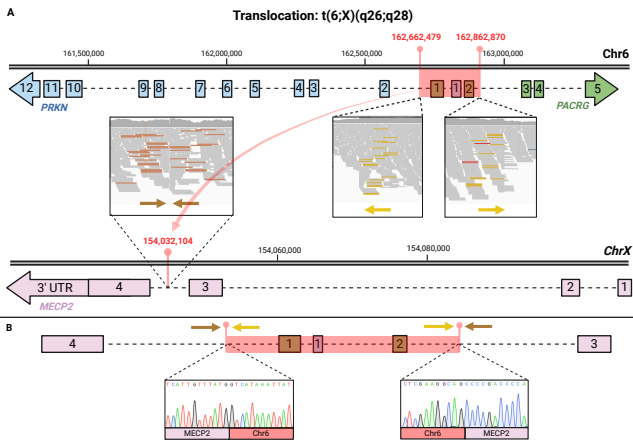 A
Translocation: t(6;X)(q26;q28)
162,662,479 162,862,870
161,500,000 162,000,000 162,500,000 163,000,000
Chr6
12 11 10 9 8 7 6 5 4 3 2 1 1 2 3 4 5
PRKN PACRG
154,032,104
154,060,000 154,080,000
ChrX
3' UTR 4 3 2 1
MECP2
B
4 1 1 2 3
TCATTGTTTATGGTCATAAATTAT CTCGAAGGCAGCCCCGACCCCA
MECP2 Chr6 Chr6 MECP2